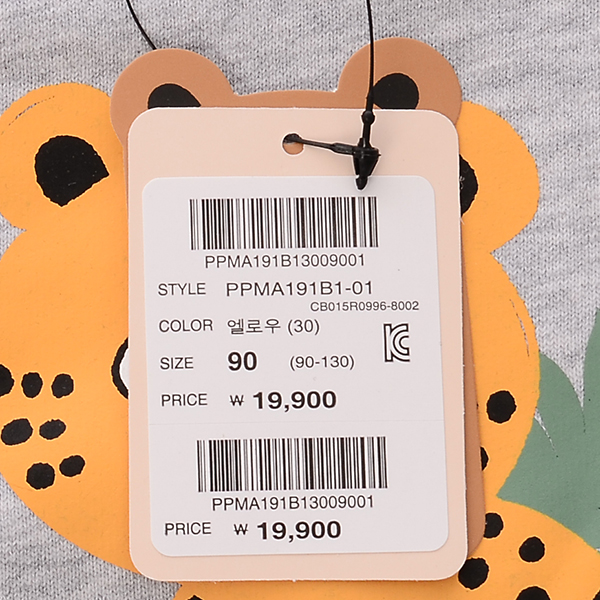 PPMA191B13009001
STYLE PPMA191B1-01
CB015R0996-8002
COLOR 엘로우 (30)
SIZE 90 (90-130)
PRICE ₩ 19,900
PPMA191B13009001
PRICE ₩ 19,900